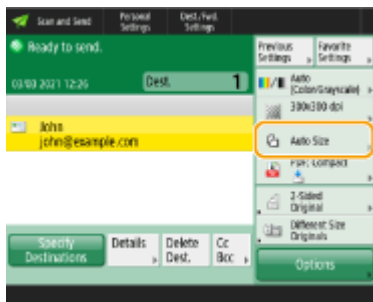 Scan and Send
Personal
Settings
Dest./Fwd.
Settings
Ready to send.
03/03 2021 12:26
Dest.
1
John
john@example.com
Specify
Destinations
Details
Delete
Dest.
Cc
Bcc
Previous
Settings
Favorite
Settings
Auto
(Color/Grayscale)
300x300 dpi
Auto Size
PDF; Compact
2-Sided
Original
Different Size
Originals
Options